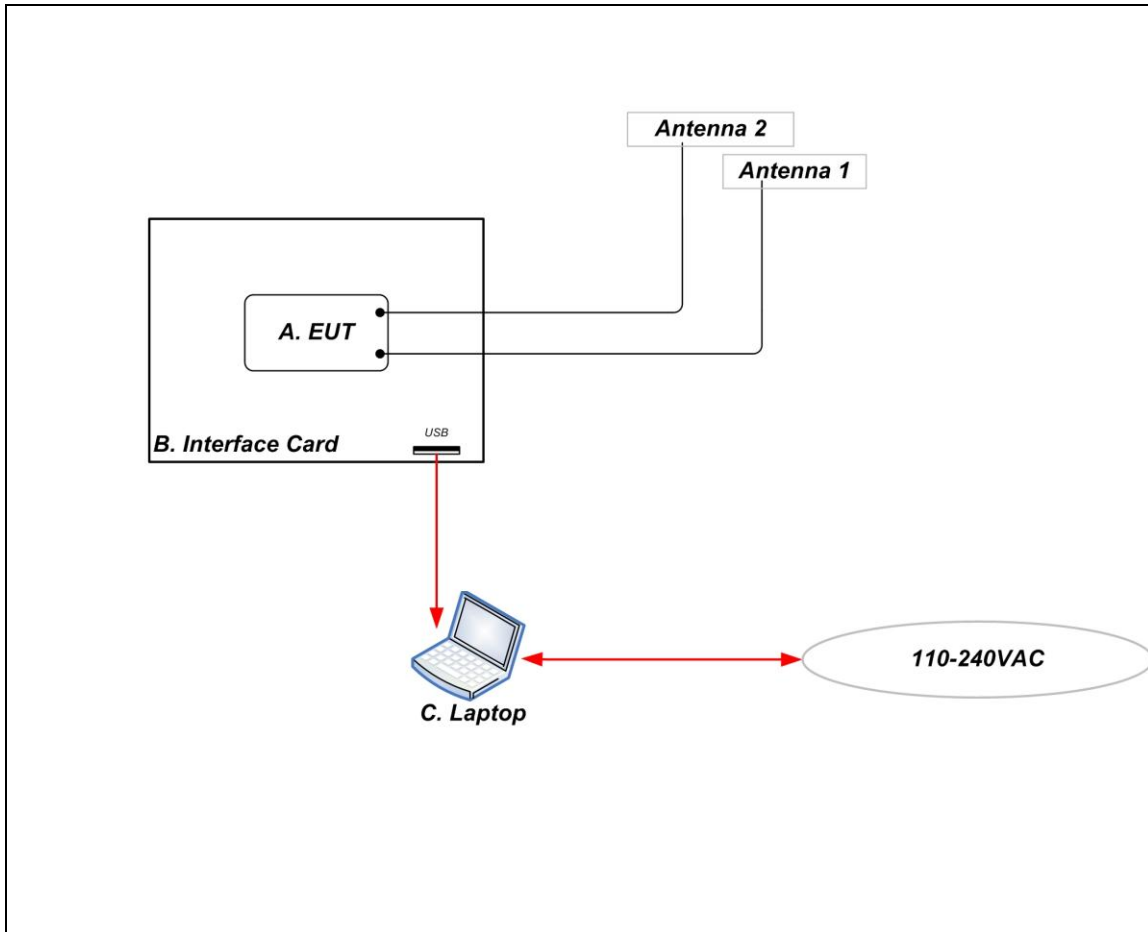 Antenna 2
Antenna 1
A. EUT
B. Interface Card
USB
C. Laptop
110-240VAC